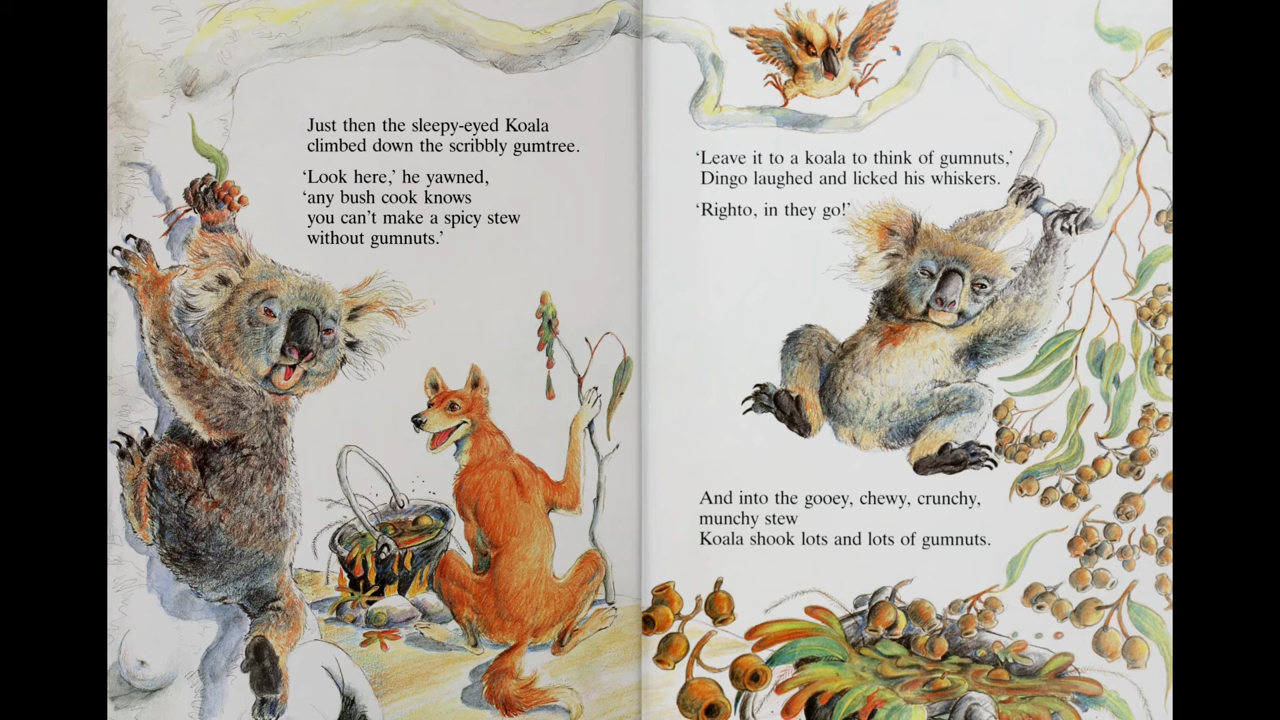 Just then the sleepy-eyed Koala
climbed down the scribbly gumtree.
‘Look here,’ he yawned,
‘any bush cook knows
you can’t make a spicy stew
without gumnuts.’
‘Leave it to a koala to think of gumnuts,’
Dingo laughed and licked his whiskers.
‘Righto, in they go!’
And into the gooey, chewy, crunchy,
munchy stew
Koala shook lots and lots of gumnuts.